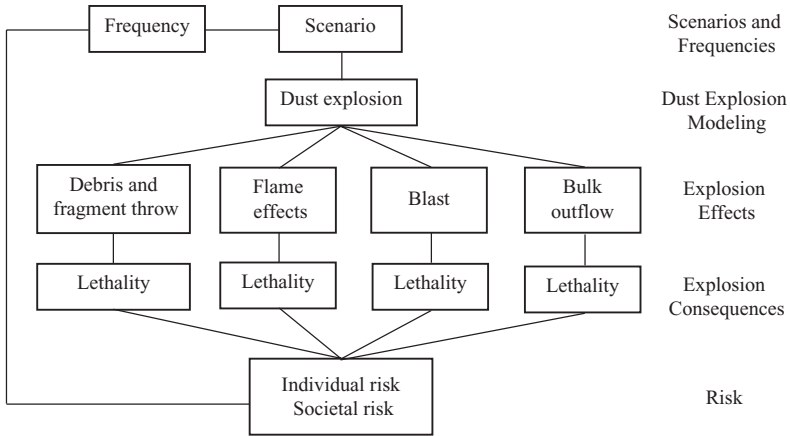 Frequency
Scenario
Scenarios and
Frequencies
Dust explosion
Dust Explosion
Modeling
Debris and
fragment throw
Flame
effects
Blast
Bulk
outflow
Explosion
Effects
Lethality
Lethality
Lethality
Lethality
Explosion
Consequences
Individual risk
Societal risk
Risk